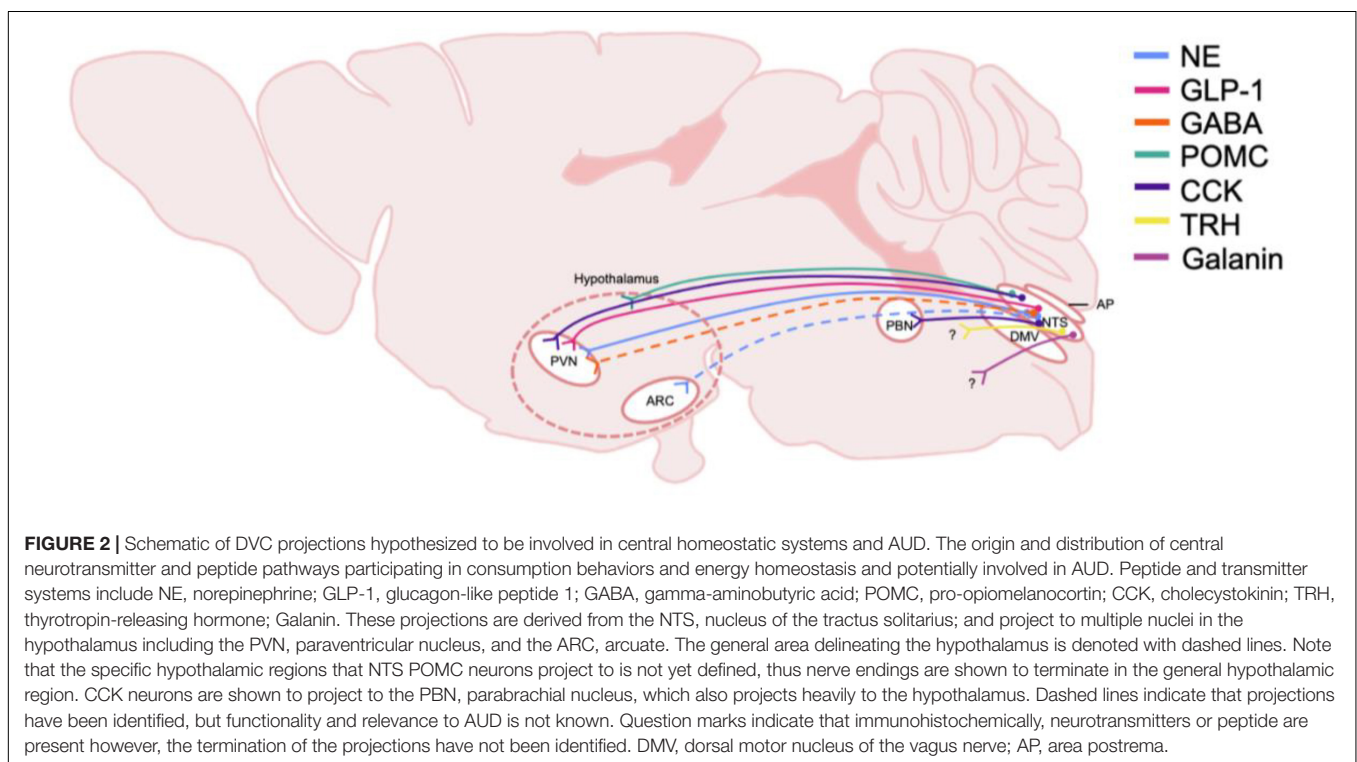 NE
GLP-1
GABA
POMC
CCK
TRH
Galanin
Hypothalamus
AP
NTS
PBN
DMV
?
PVN
?
ARC
FIGURE 2 | Schematic of DVC projections hypothesized to be involved in central homeostatic systems and AUD. The origin and distribution of central
neurotransmitter and peptide pathways participating in consumption behaviors and energy homeostasis and potentially involved in AUD. Peptide and transmitter
systems include NE, norepinephrine; GLP-1, glucagon-like peptide 1; GABA, gamma-aminobutyric acid; POMC, pro-opiomelanocortin; CCK, cholecystokinin; TRH,
thyrotropin-releasing hormone; Galanin. These projections are derived from the NTS, nucleus of the tractus solitarius; and project to multiple nuclei in the
hypothalamus including the PVN, paraventricular nucleus, and the ARC, arcuate. The general area delineating the hypothalamus is denoted with dashed lines. Note
that the specific hypothalamic regions that NTS POMC neurons project to is not yet defined, thus nerve endings are shown to terminate in the general hypothalamic
region. CCK neurons are shown to project to the PBN, parabrachial nucleus, which also projects heavily to the hypothalamus. Dashed lines indicate that projections
have been identified, but functionality and relevance to AUD is not known. Question marks indicate that immunohistochemically, neurotransmitters or peptide are
present however, the termination of the projections have not been identified. DMV, dorsal motor nucleus of the vagus nerve; AP, area postrema.